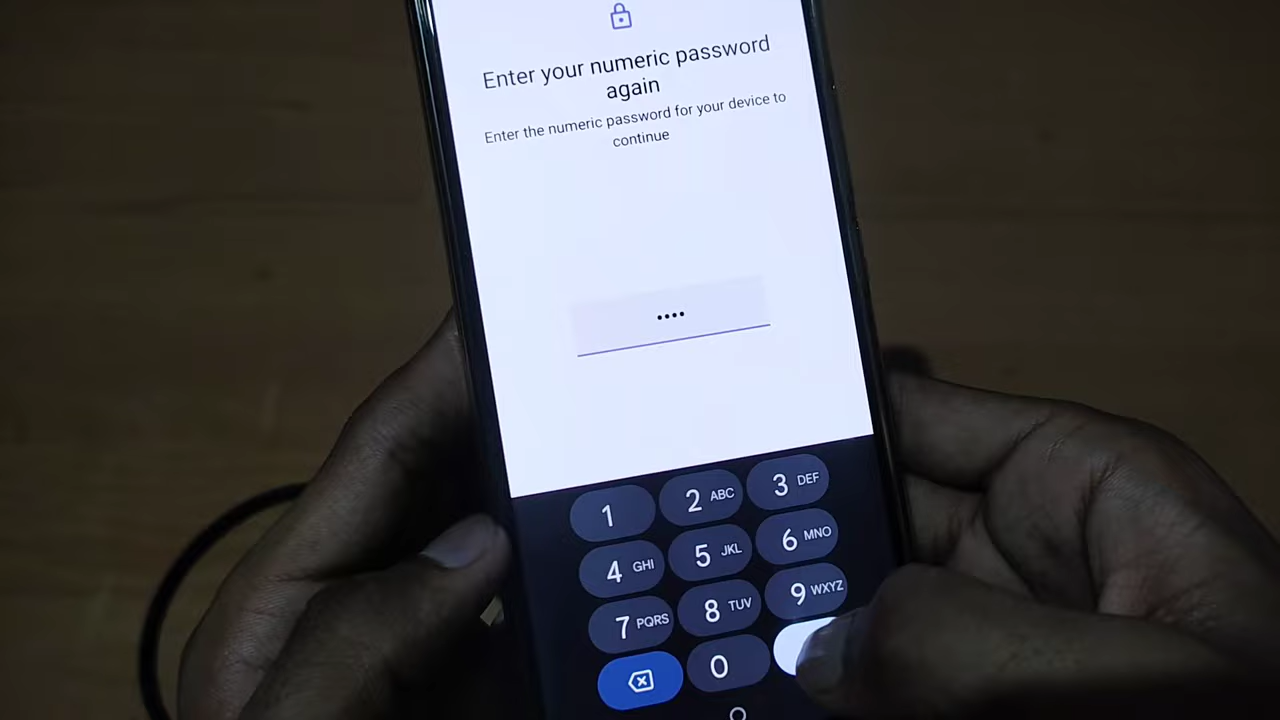 Enter your numeric password
again
Enter the numeric password for your device to
continue
1
2 ABC
3 DEF
4 GHI
5 JKL
6 MNO
7 PQRS
8 TUV
9 WXYZ
0